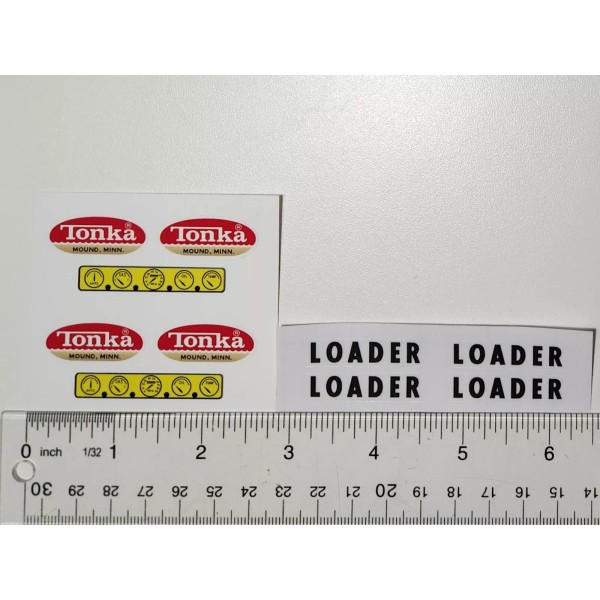 Tonka® Tonka®
MOUND, MINN. MOUND, MINN.
Tonka® Tonka®
MOUND, MINN. MOUND, MINN.
LOADER LOADER
LOADER LOADER
0 inch 1/32 1 2 3 4 5 6
30 29 28 27 26 25 24 23 22 21 20 19 18 17 16 15 14